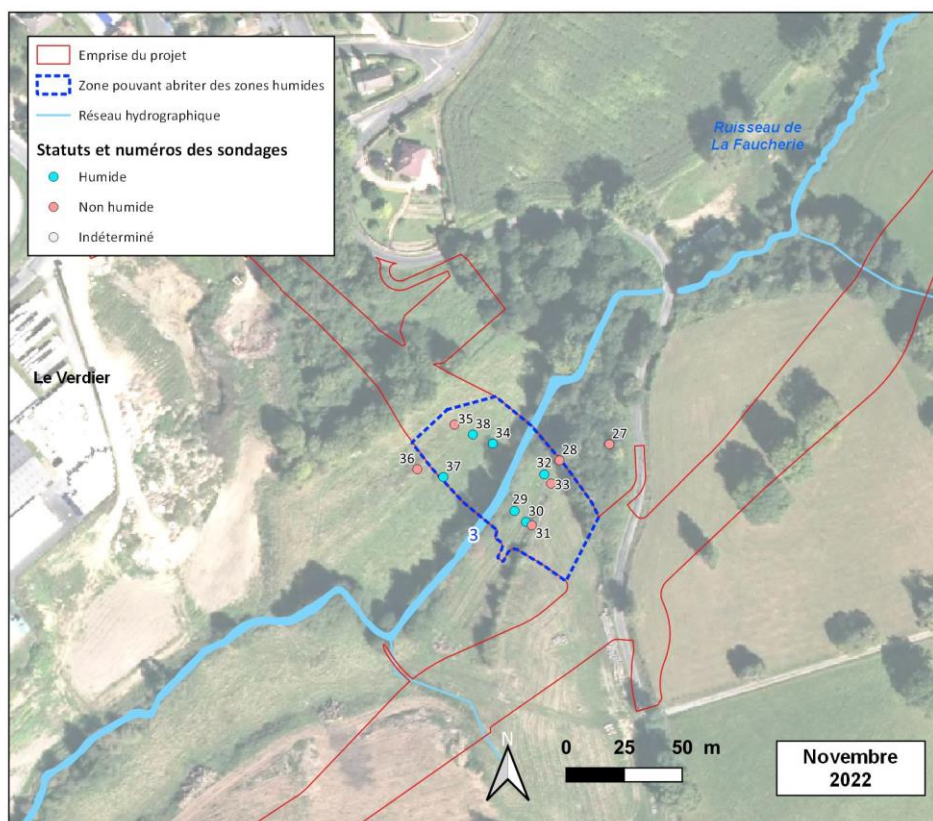 Emprise du projet
Zone pouvant abriter des zones humides
Réseau hydrographique
Statuts et numéros des sondages
Humide
Non humide
Indéterminé
Ruisseau de
La Faucherie
Le Verdier
35
38
34
36
37
28
27
32
33
29
30
31
3
N
0 25 50 m
Novembre
2022